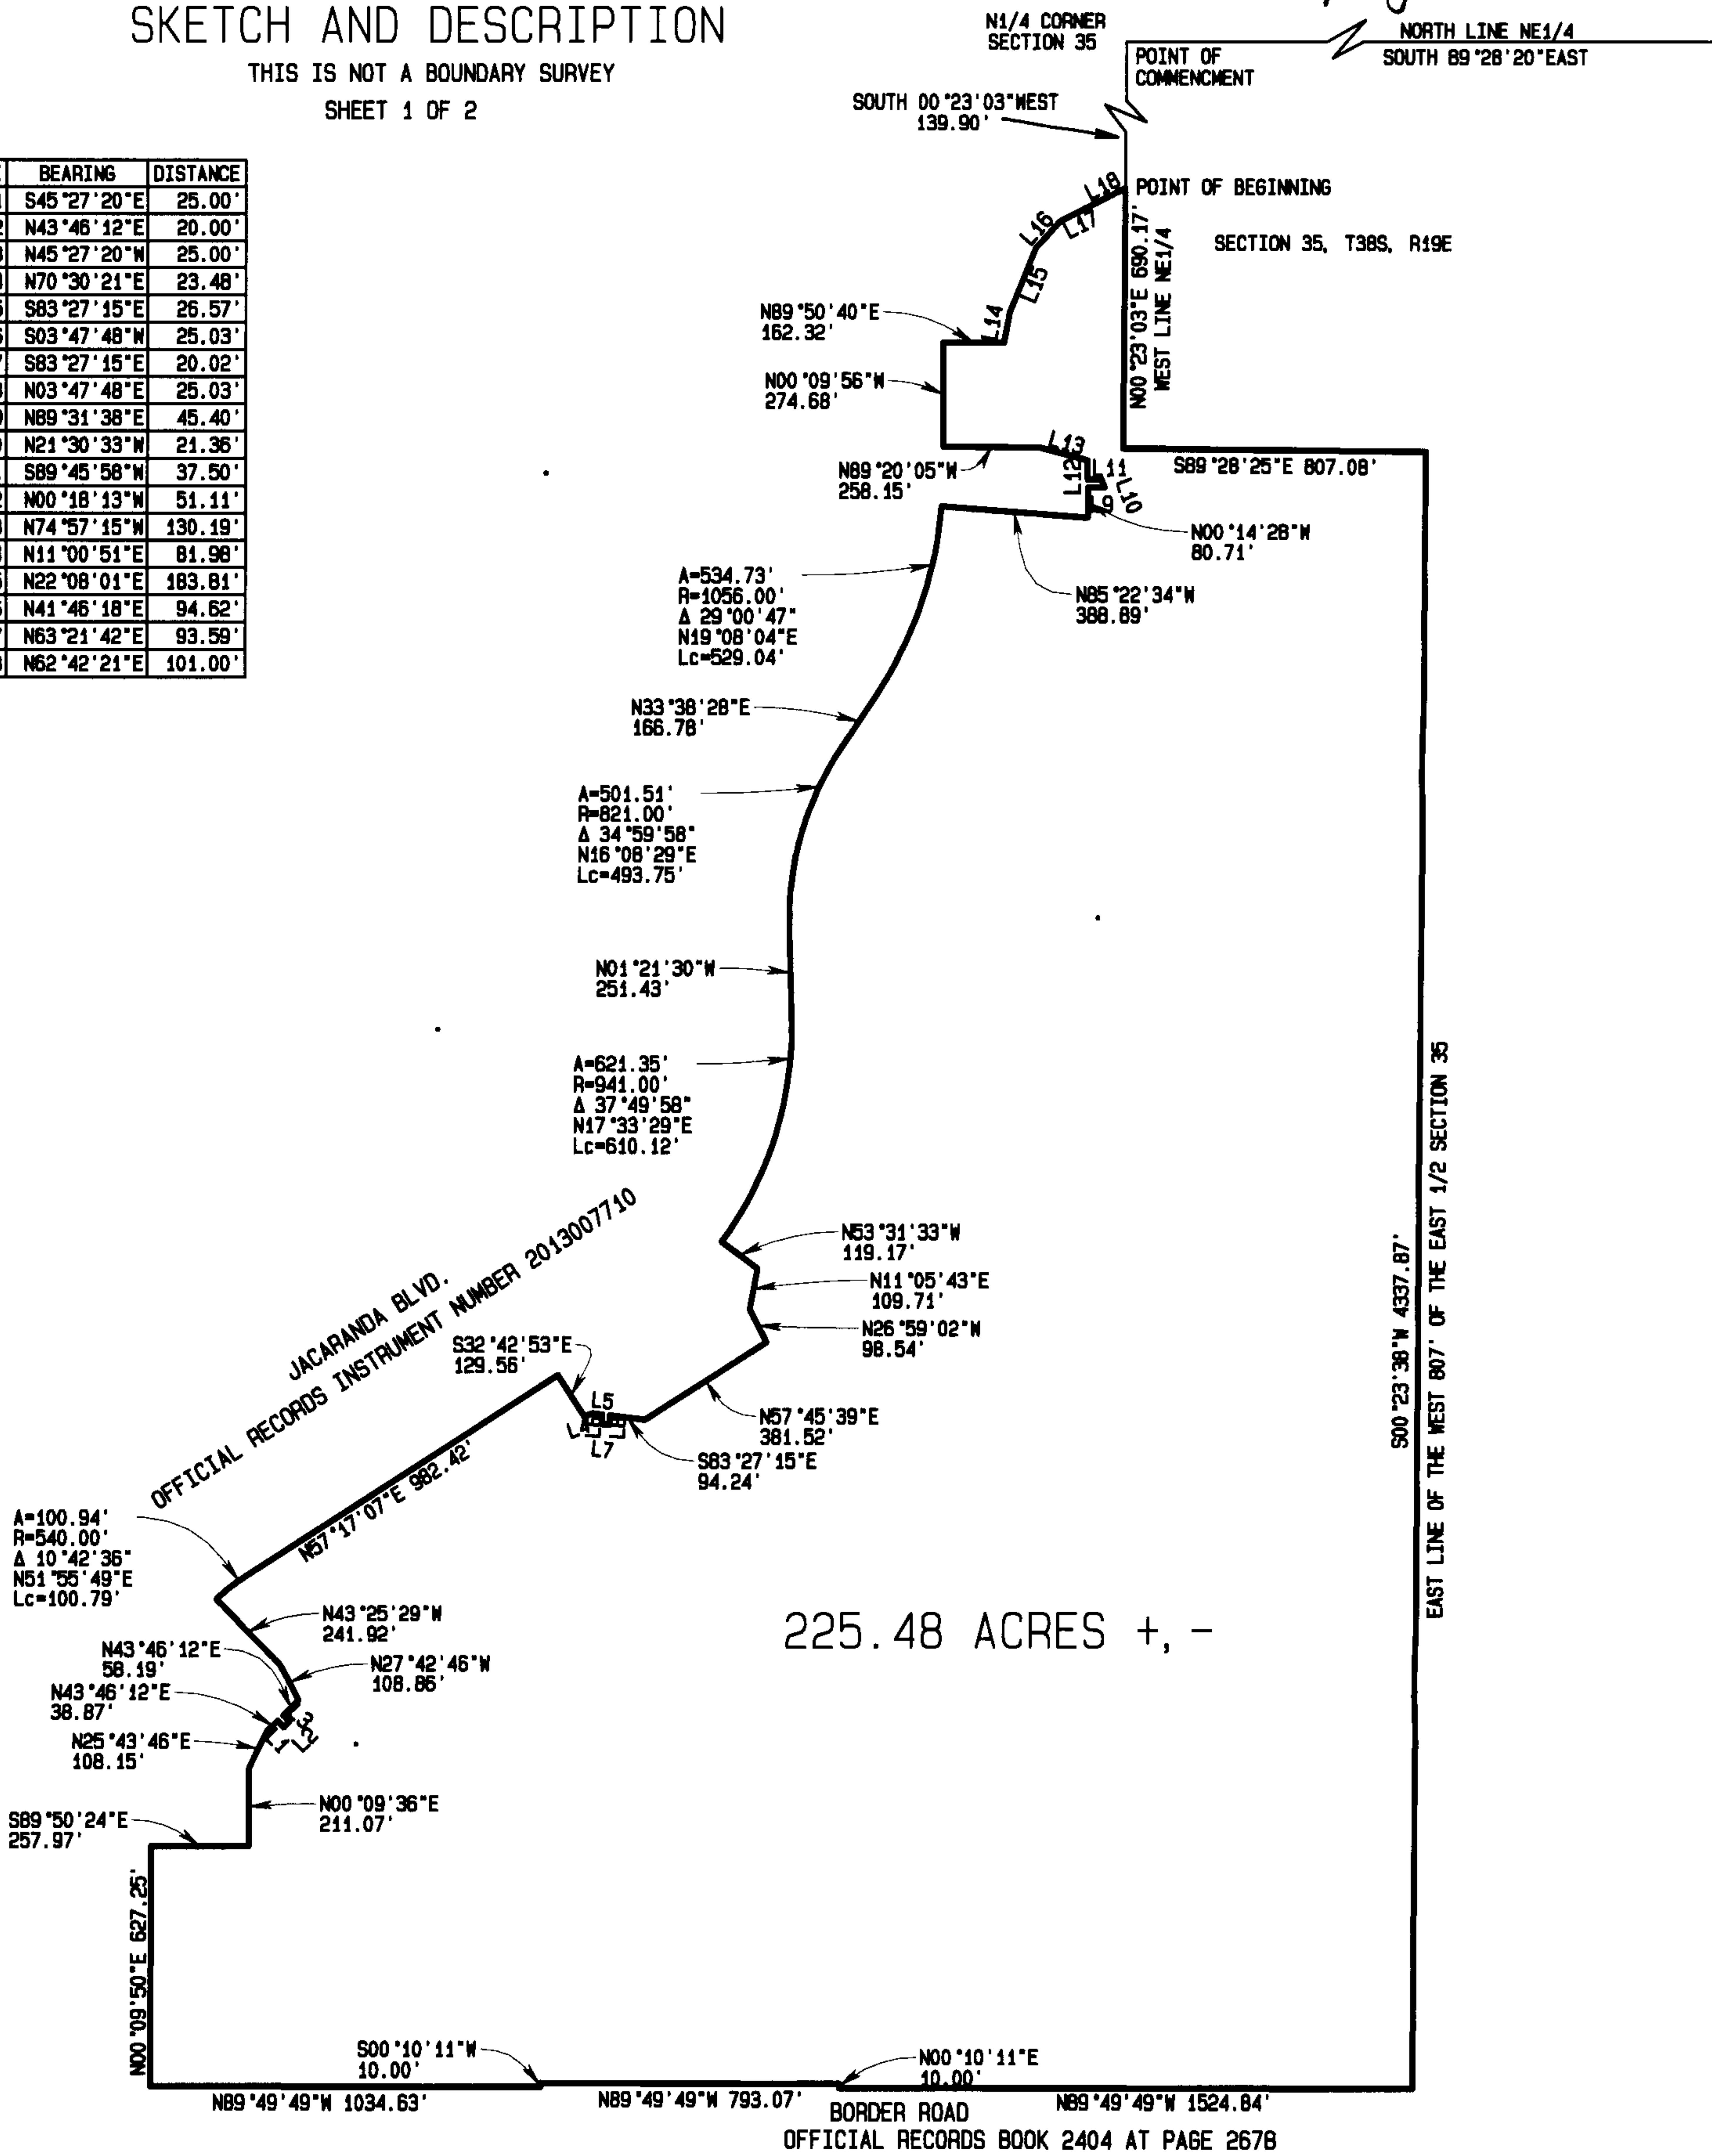 SKETCH AND DESCRIPTION
THIS IS NOT A BOUNDARY SURVEY
SHEET 1 OF 2
N1/4 CORNER
SECTION 35
NORTH LINE NE1/4
SOUTH 89°28'20"EAST
POINT OF
COMMENCMENT
SOUTH 00°23'03"WEST
139.90'
POINT OF BEGINNING
SECTION 35, T38S, R19E
N00°23'03"E 690.17'
WEST LINE NE1/4
BEARING DISTANCE
S45°27'20"E 25.00'
N43°46'12"E 20.00'
N45°27'20"W 25.00'
N70°30'21"E 23.48'
S83°27'15"E 26.57'
S03°47'48"W 25.03'
S83°27'15"E 20.02'
N03°47'48"E 25.03'
N89°31'38"E 45.40'
N21°30'33"W 21.36'
S89°45'58"W 37.50'
N00°18'13"W 51.11'
N74°57'15"W 130.19'
N11°00'51"E 81.98'
N22°08'01"E 183.81'
N41°46'18"E 94.62'
N63°21'42"E 93.59'
N62°42'21"E 101.00'
L18
L17
L16
L15
L14
N89°50'40"E
162.32'
N00°09'56"W
274.68'
N89°20'05"W
258.15'
L13
L12
L11
L10
L9
S89°28'25"E 807.08'
N00°14'28"W
80.71'
N85°22'34"W
388.89'
A=534.73'
R=1056.00'
Δ 29°00'47"
N19°08'04"E
Lc=529.04'
N33°38'28"E
166.78'
A=501.51'
R=821.00'
Δ 34°59'58"
N16°08'29"E
Lc=493.75'
N01°21'30"W
251.43'
A=621.35'
R=941.00'
Δ 37°49'58"
N17°33'29"E
Lc=610.12'
N53°31'33"W
119.17'
N11°05'43"E
109.71'
N26°59'02"W
98.54'
N57°45'39"E
381.52'
S83°27'15"E
94.24'
S32°42'53"E
129.56'
L5
L7
JACARANDA BLVD.
OFFICIAL RECORDS INSTRUMENT NUMBER 2013007710
N57°17'07"E 982.42'
A=100.94'
R=540.00'
Δ 10°42'36"
N51°55'49"E
Lc=100.79'
N43°25'29"W
241.92'
N27°42'46"W
108.86'
N43°46'12"E
58.19'
N43°46'12"E
38.87'
L2
N25°43'46"E
108.15'
N00°09'36"E
211.07'
S89°50'24"E
257.97'
N00°09'50"E 627.25'
225.48 ACRES +,-
S00°23'38"W 4337.87'
EAST LINE OF THE WEST 807' OF THE EAST 1/2 SECTION 35
S00°10'11"W
10.00'
N00°10'11"E
10.00'
N89°49'49"W 1034.63'
N89°49'49"W 793.07'
N89°49'49"W 1524.84'
BORDER ROAD
OFFICIAL RECORDS BOOK 2404 AT PAGE 2678